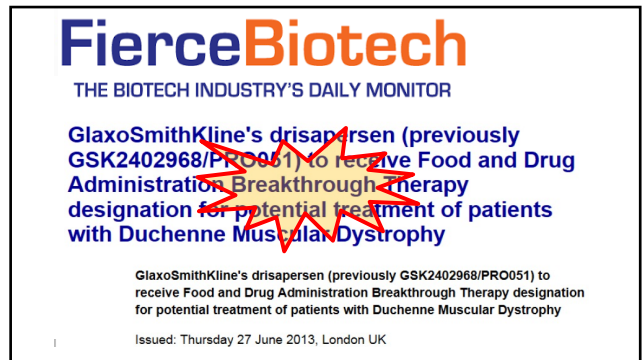 FierceBiotech
THE BIOTECH INDUSTRY'S DAILY MONITOR
GlaxoSmithKline's drisapersen (previously
GSK2402968/PRO051) to receive Food and Drug
Administration Breakthrough Therapy
designation for potential treatment of patients
with Duchenne Muscular Dystrophy
GlaxoSmithKline's drisapersen (previously GSK2402968/PRO051) to
receive Food and Drug Administration Breakthrough Therapy designation
for potential treatment of patients with Duchenne Muscular Dystrophy
Issued: Thursday 27 June 2013, London UK